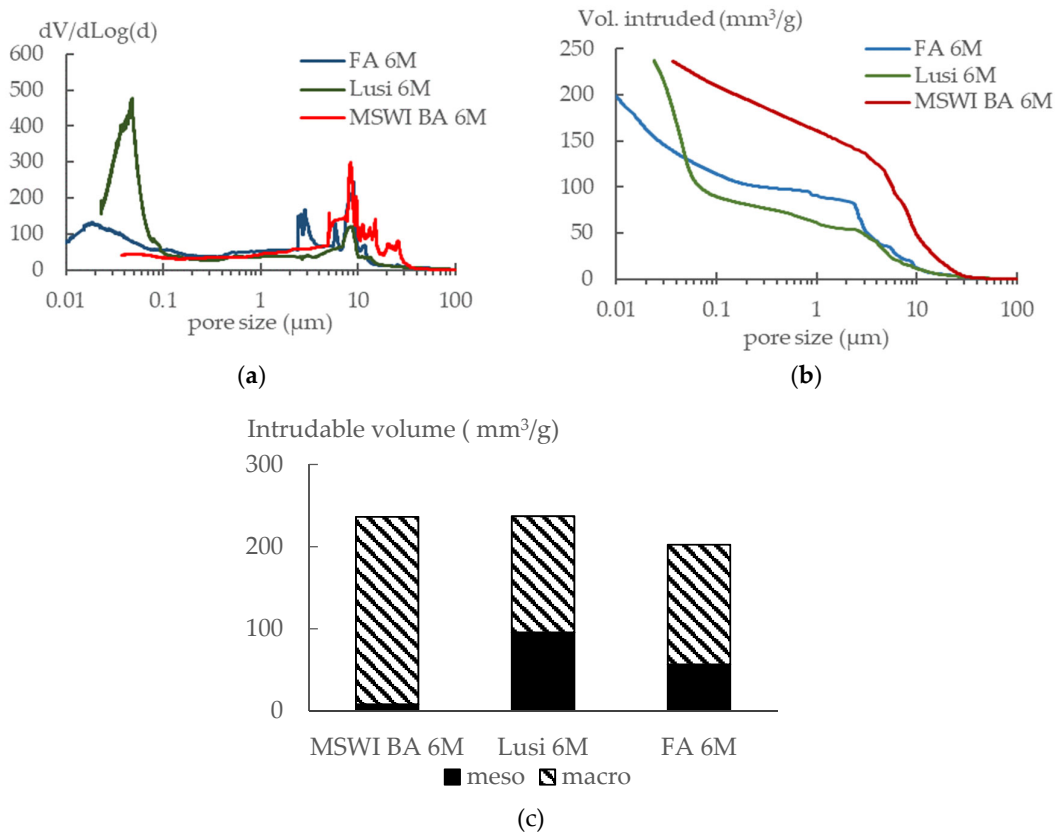 dV/dLog(d)
600
500
400
300
200
100
0
0.01 0.1 1 10 100
pore size (µm)
FA 6M
Lusi 6M
MSWI BA 6M
(a)
Vol. intruded (mm³/g)
250
200
150
100
50
0
0.01 0.1 1 10 100
pore size (µm)
FA 6M
Lusi 6M
MSWI BA 6M
(b)
Intrudable volume ( mm³/g)
300
200
100
0
MSWI BA 6M Lusi 6M FA 6M
meso macro
(c)